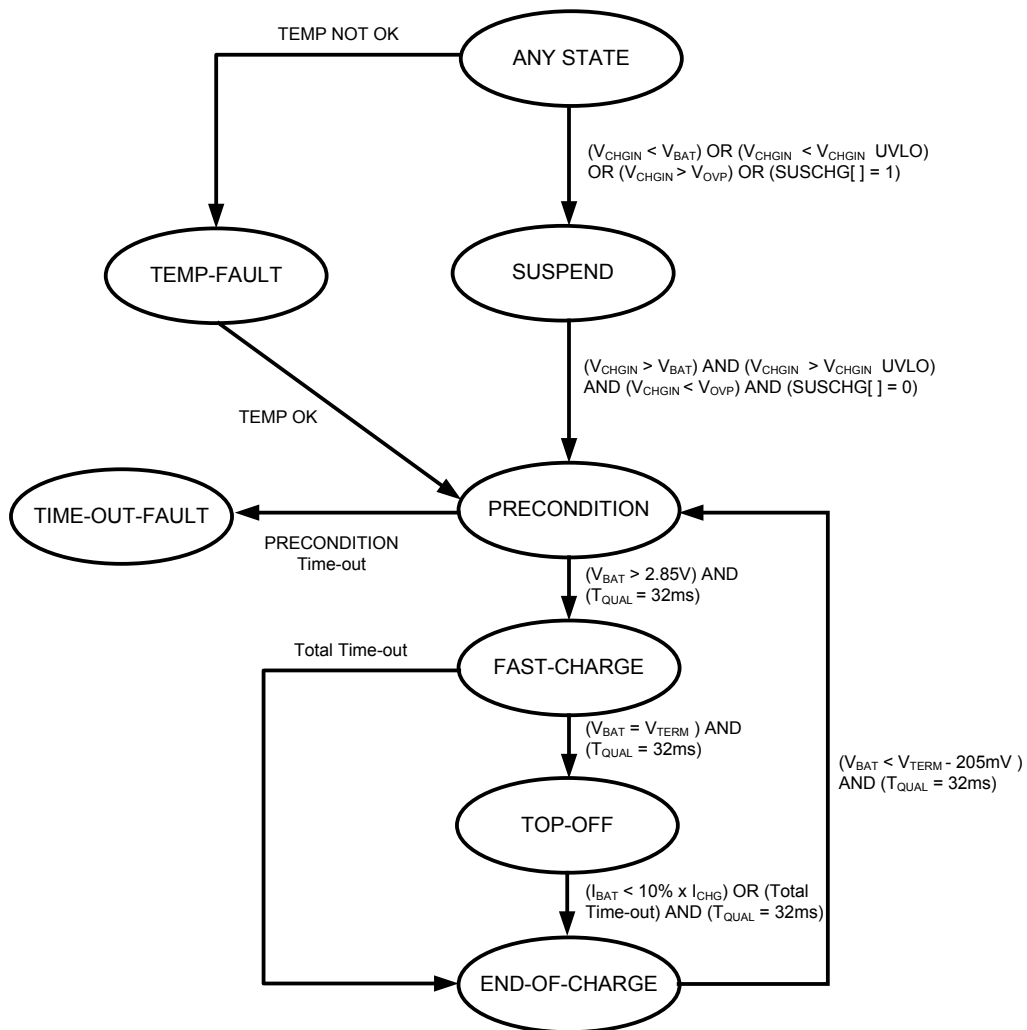 TEMP NOT OK
ANY STATE
(VCHGIN < VBAT) OR (VCHGIN < VCHGIN UVLO)
OR (VCHGIN > VOVP) OR (SUSCHG[ ] = 1)
TEMP-FAULT
SUSPEND
(VCHGIN > VBAT) AND (VCHGIN > VCHGIN UVLO)
AND (VCHGIN < VOVP) AND (SUSCHG[ ] = 0)
TEMP OK
TIME-OUT-FAULT
PRECONDITION
PRECONDITION
Time-out
(VBAT > 2.85V) AND
(TQUAL = 32ms)
Total Time-out
FAST-CHARGE
(VBAT = VTERM ) AND
(TQUAL = 32ms)
(VBAT < VTERM - 205mV )
AND (TQUAL = 32ms)
TOP-OFF
(IBAT < 10% x ICHG) OR (Total
Time-out) AND (TQUAL = 32ms)
END-OF-CHARGE